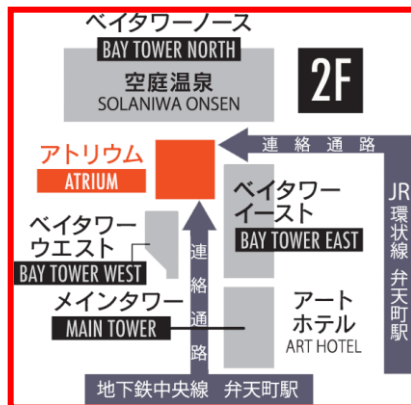 ベイタワーノース
BAY TOWER NORTH
空庭温泉
SOLANIWA ONSEN
2F
連絡通路
アトリウム
ATRIUM
ベイタワー
イースト
BAY TOWER EAST
JR環状線 弁天町駅
ベイタワー
ウエスト
BAY TOWER WEST
連絡通路
メインタワー
MAIN TOWER
アート
ホテル
ART HOTEL
地下鉄中央線 弁天町駅